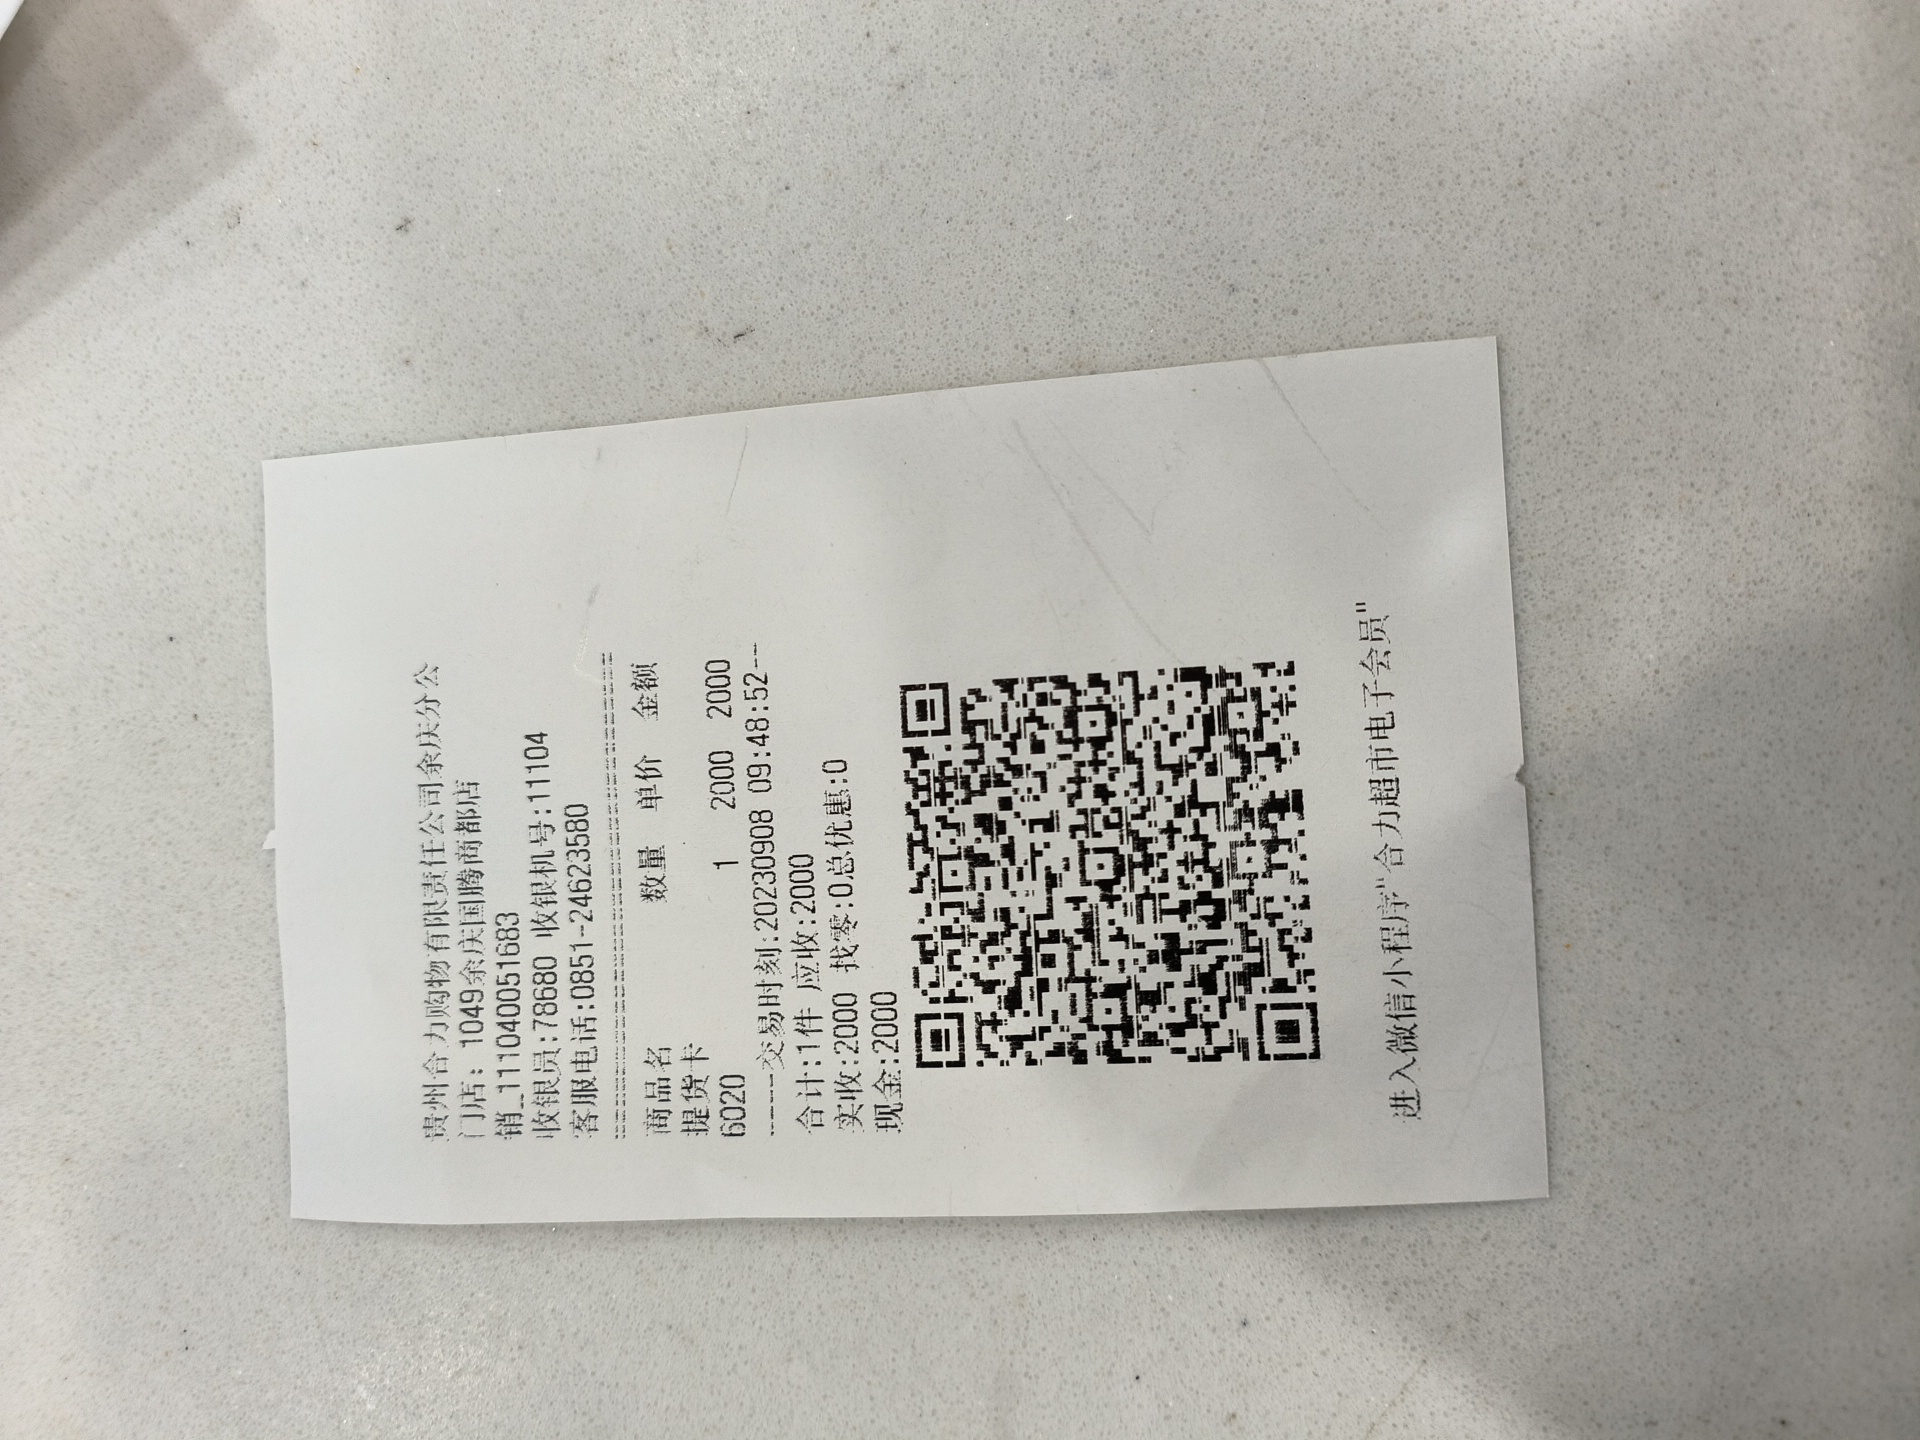 贵州合力购物有限责任公司余庆分公
门店: 1049余庆国腾商都店
销_1110400516​83
收银员:78680 收银机号:11104
客服电话:0851-24623580
商品名 数量 单价 金额
提货卡
6020 1 2000 2000
----交易时刻:20230908 09:48:52--
合计:1件 应收:2000
实收:2000 找零:0总优惠:0
现金:2000
进入微信小程序"合力超市电子会员"